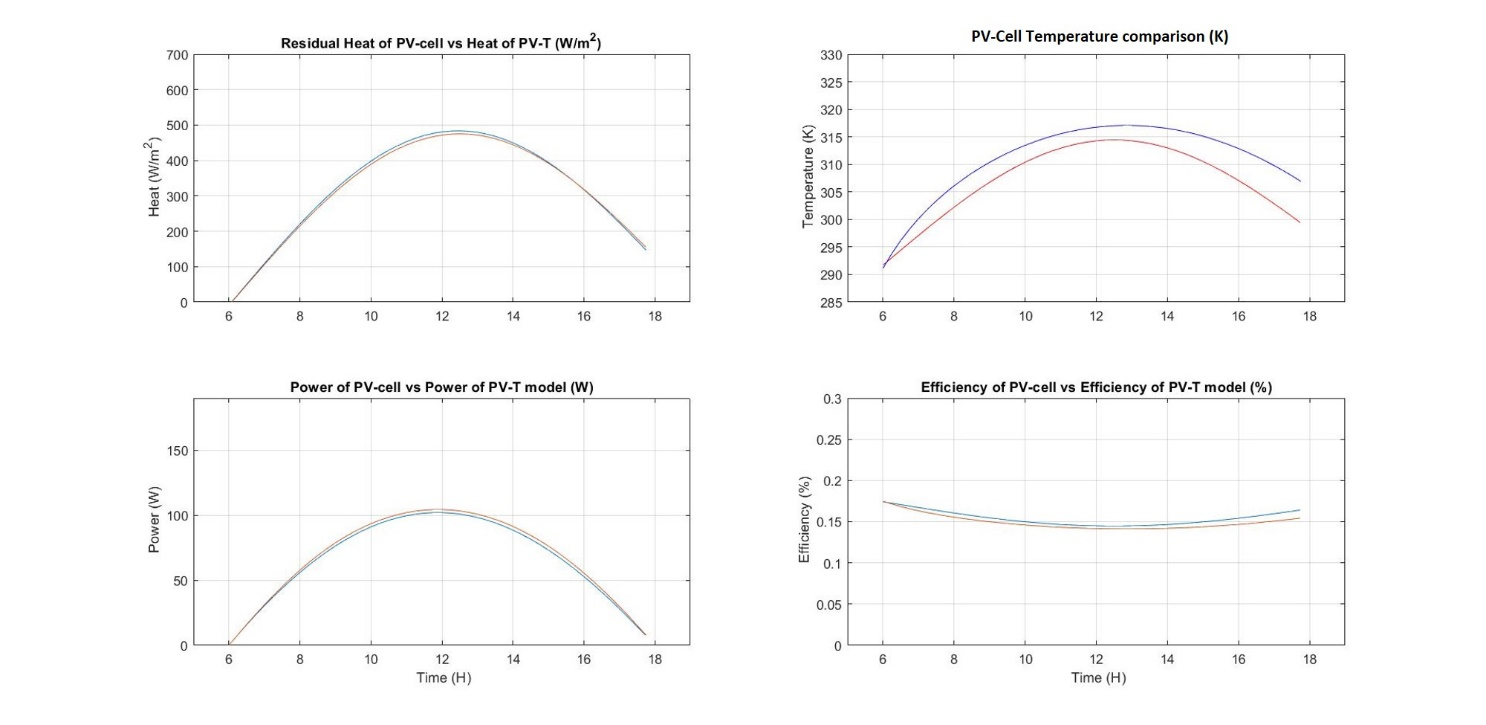 Residual Heat of PV-cell vs Heat of PV-T (W/m²)
700
600
500
400
300
200
100
0
Heat (W/m²)
6 8 10 12 14 16 18
PV-Cell Temperature comparison (K)
330
325
320
315
310
305
300
295
290
285
Temperature (K)
6 8 10 12 14 16 18
Power of PV-cell vs Power of PV-T model (W)
150
100
50
0
Power (W)
6 8 10 12 14 16 18
Time (H)
Efficiency of PV-cell vs Efficiency of PV-T model (%)
0.3
0.25
0.2
0.15
0.1
0.05
0
Efficiency (%)
6 8 10 12 14 16 18
Time (H)